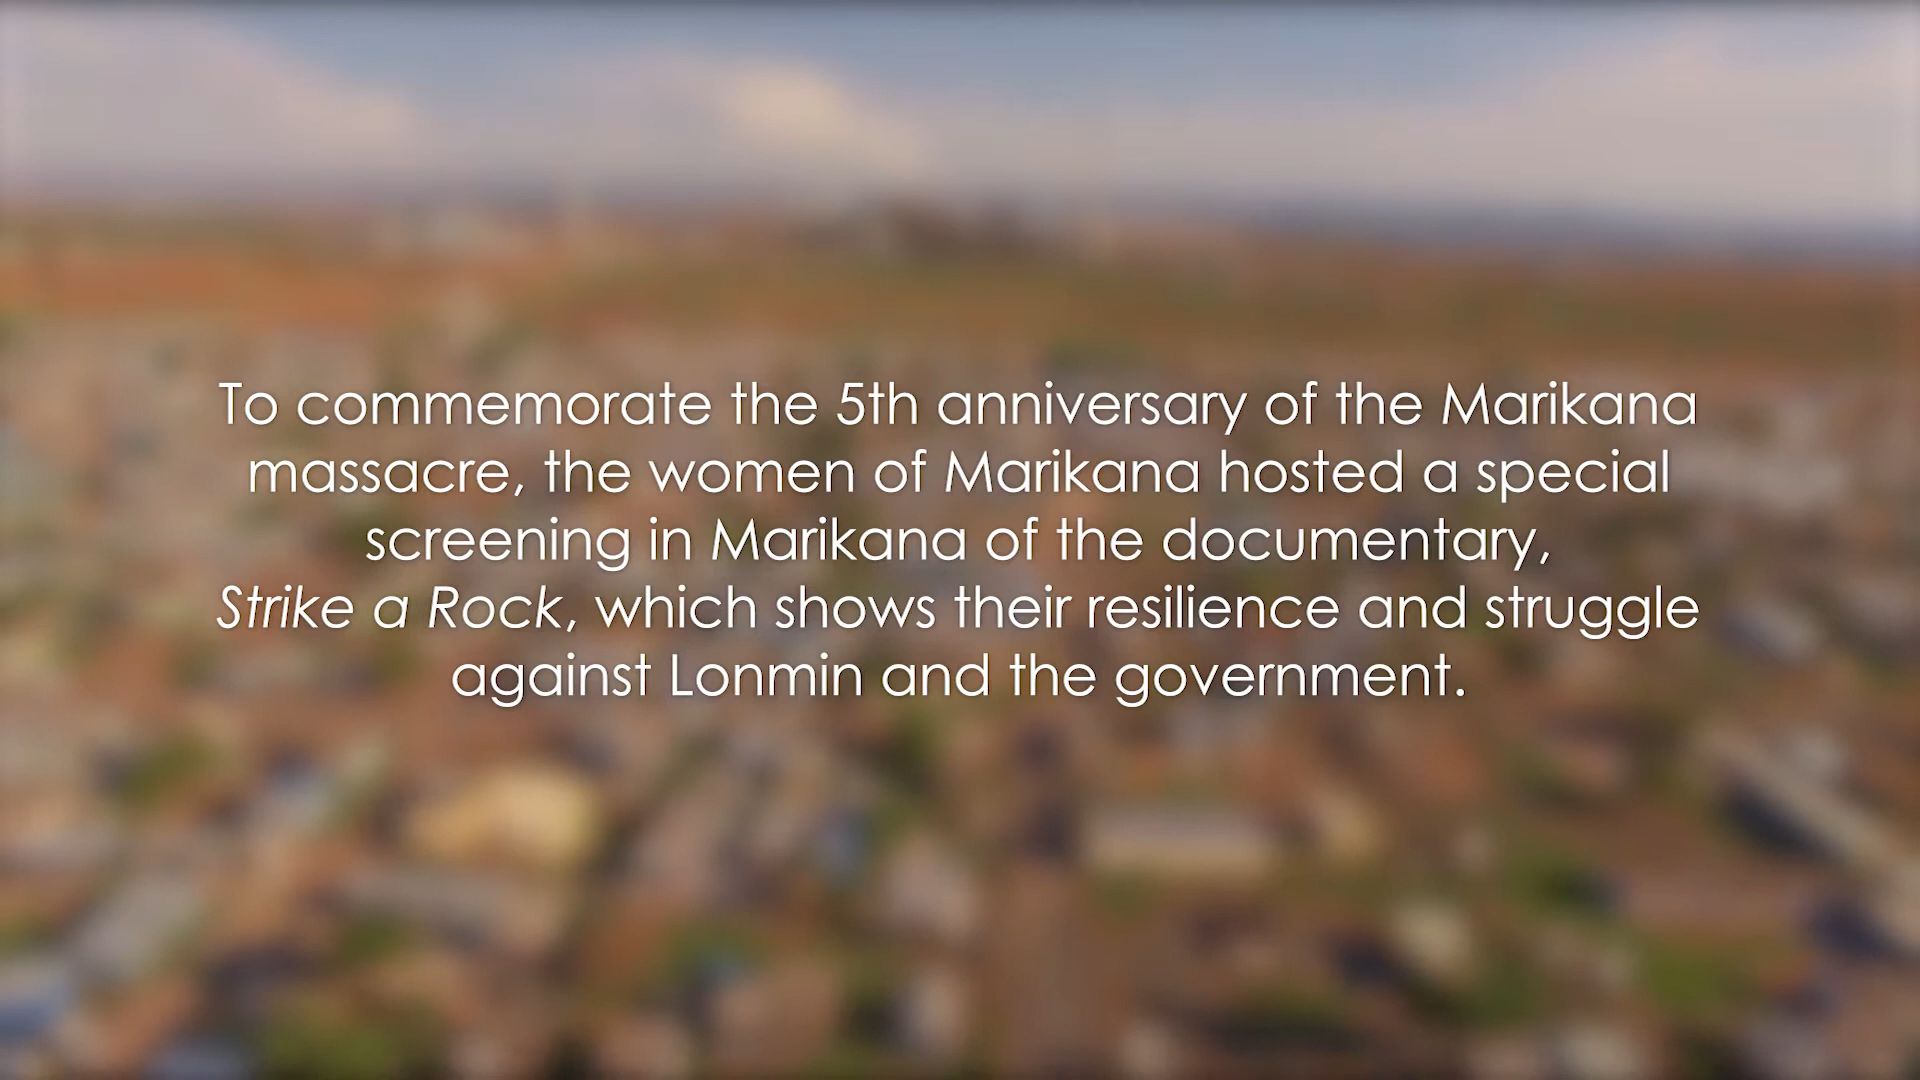 To commemorate the 5th anniversary of the Marikana
massacre, the women of Marikana hosted a special
screening in Marikana of the documentary,
Strike a Rock, which shows their resilience and struggle
against Lonmin and the government.